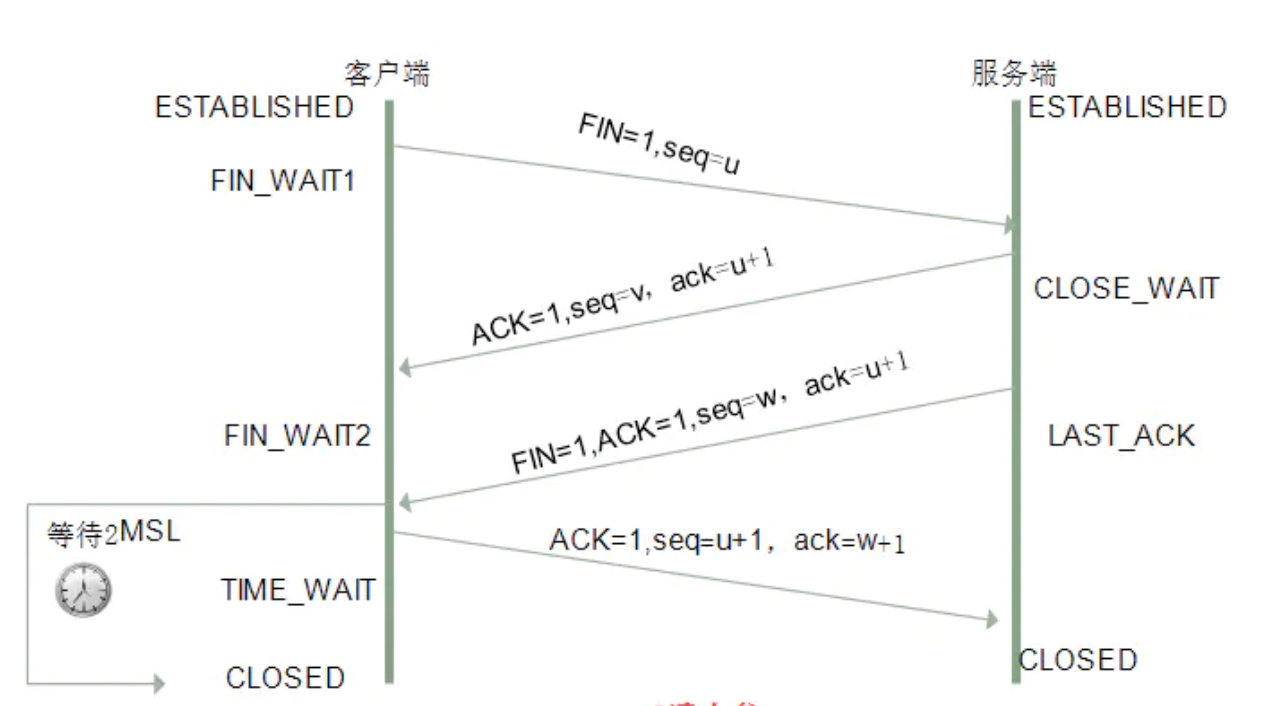 客户端
服务端
ESTABLISHED
ESTABLISHED
FIN=1,seq=u
FIN_WAIT1
ACK=1,seq=v，ack=u+1
CLOSE_WAIT
FIN=1,ACK=1,seq=w，ack=u+1
FIN_WAIT2
LAST_ACK
等待2MSL
ACK=1,seq=u+1，ack=w+1
TIME_WAIT
CLOSED
CLOSED